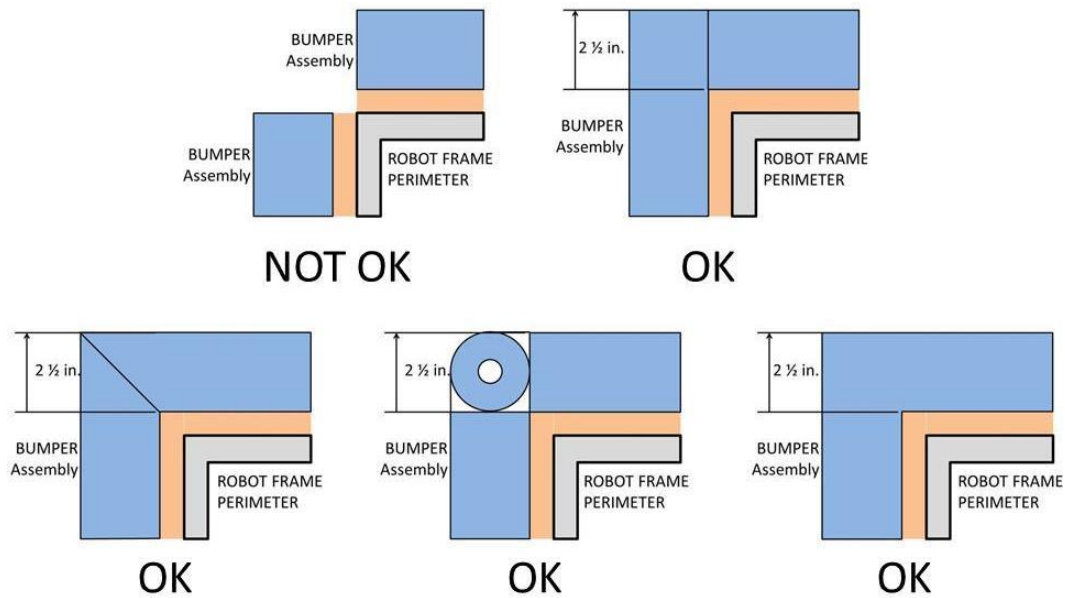 BUMPER
Assembly
BUMPER
Assembly
ROBOT FRAME
PERIMETER
NOT OK
2 ½ in.
BUMPER
Assembly
ROBOT FRAME
PERIMETER
OK
2 ½ in.
BUMPER
Assembly
ROBOT FRAME
PERIMETER
OK
2 ½ in.
BUMPER
Assembly
ROBOT FRAME
PERIMETER
OK
2 ½ in.
BUMPER
Assembly
ROBOT FRAME
PERIMETER
OK